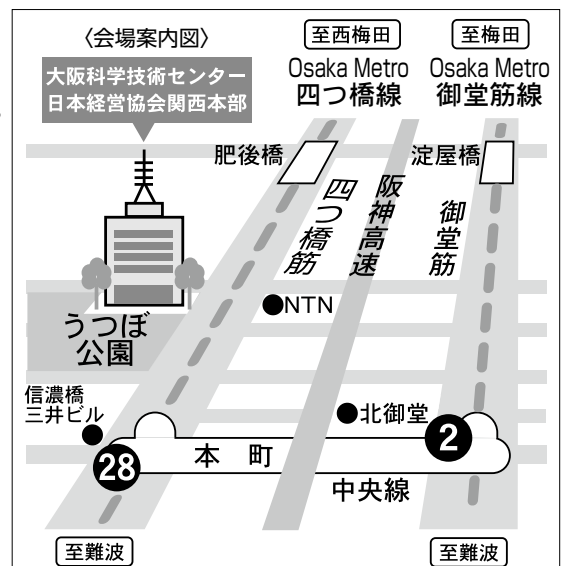 〈会場案内図〉
大阪科学技術センター
日本経営協会関西本部
至西梅田
Osaka Metro
四つ橋線
至梅田
Osaka Metro
御堂筋線
肥後橋
淀屋橋
四つ橋筋
阪神高速
御堂筋
NTN
うつぼ
公園
信濃橋
三井ビル
北御堂
2
28
本町
中央線
至難波
至難波